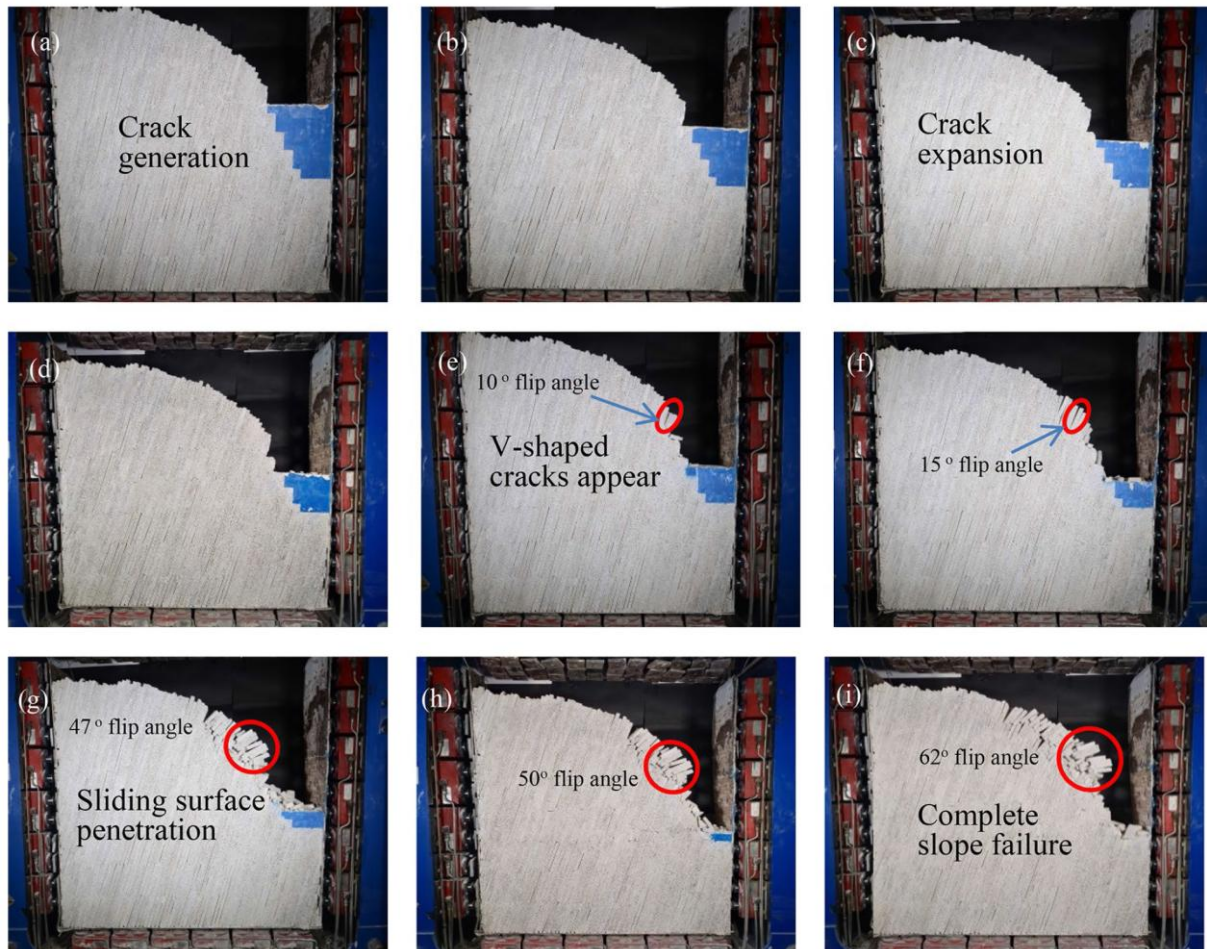 (a)
Crack
generation
(b)
(c)
Crack
expansion
(d)
(e)
10 o flip angle
V-shaped
cracks appear
(f)
15 o flip angle
(g)
47 o flip angle
Sliding surface
penetration
(h)
50° flip angle
(i)
62° flip angle
Complete
slope failure